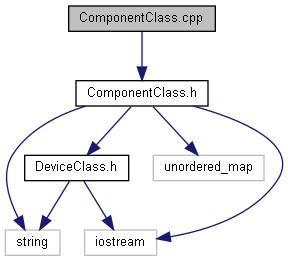 ComponentClass.cpp
ComponentClass.h
DeviceClass.h
unordered_map
string
iostream